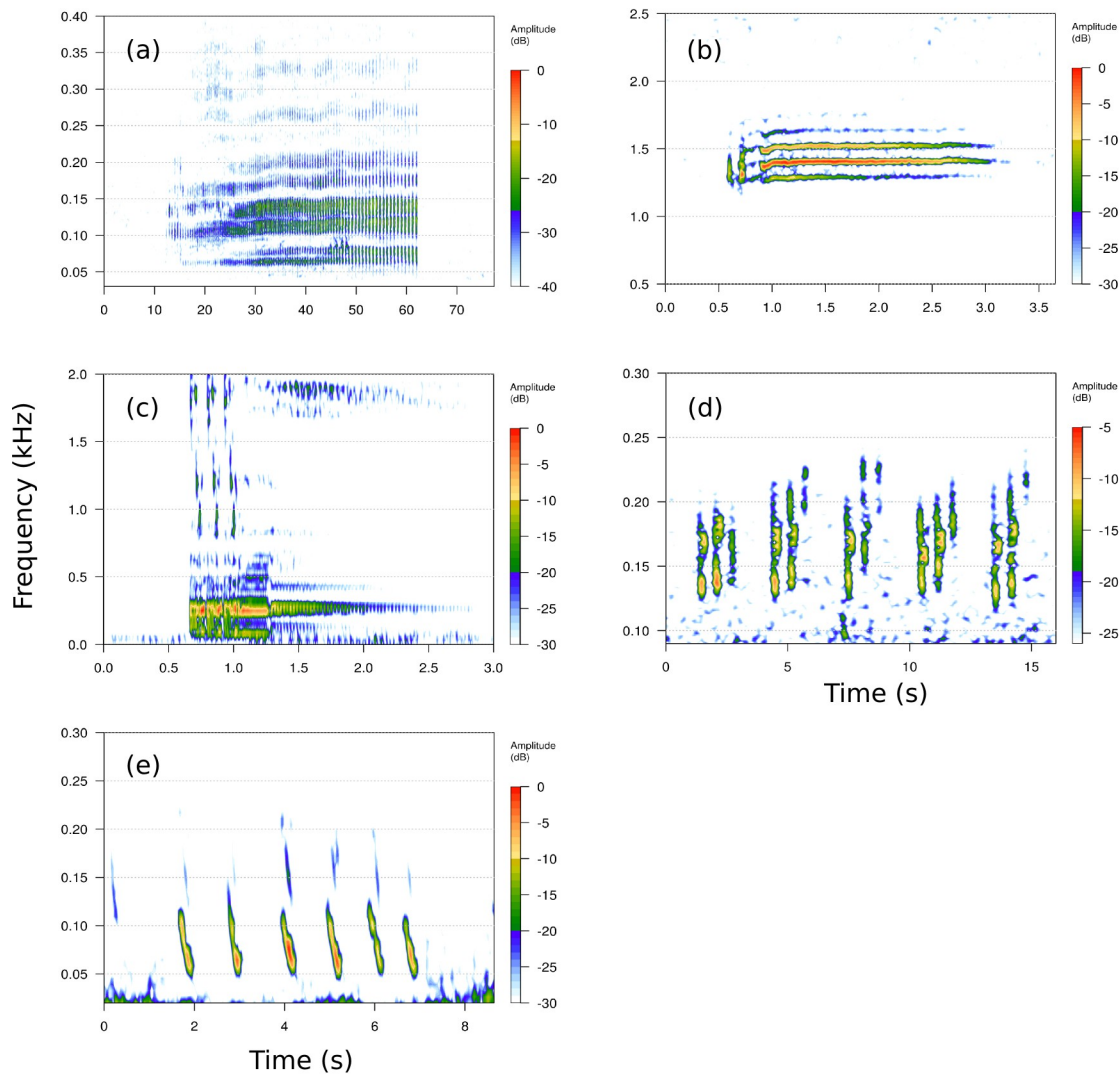 (a)
Amplitude
(dB)
0.40
0.35
0.30
0.25
0.20
0.15
0.10
0.05
0 10 20 30 40 50 60 70
0
-10
-20
-30
-40
(b)
Amplitude
(dB)
2.5
2.0
1.5
1.0
0.5
0.0 0.5 1.0 1.5 2.0 2.5 3.0 3.5
0
-5
-10
-15
-20
-25
-30
Frequency (kHz)
(c)
Amplitude
(dB)
2.0
1.5
1.0
0.5
0.0
0.0 0.5 1.0 1.5 2.0 2.5 3.0
0
-5
-10
-15
-20
-25
-30
(d)
Amplitude
(dB)
0.30
0.25
0.20
0.15
0.10
0 5 10 15
Time (s)
-5
-10
-15
-20
-25
(e)
Amplitude
(dB)
0.30
0.25
0.20
0.15
0.10
0.05
0 2 4 6 8
Time (s)
0
-5
-10
-15
-20
-25
-30